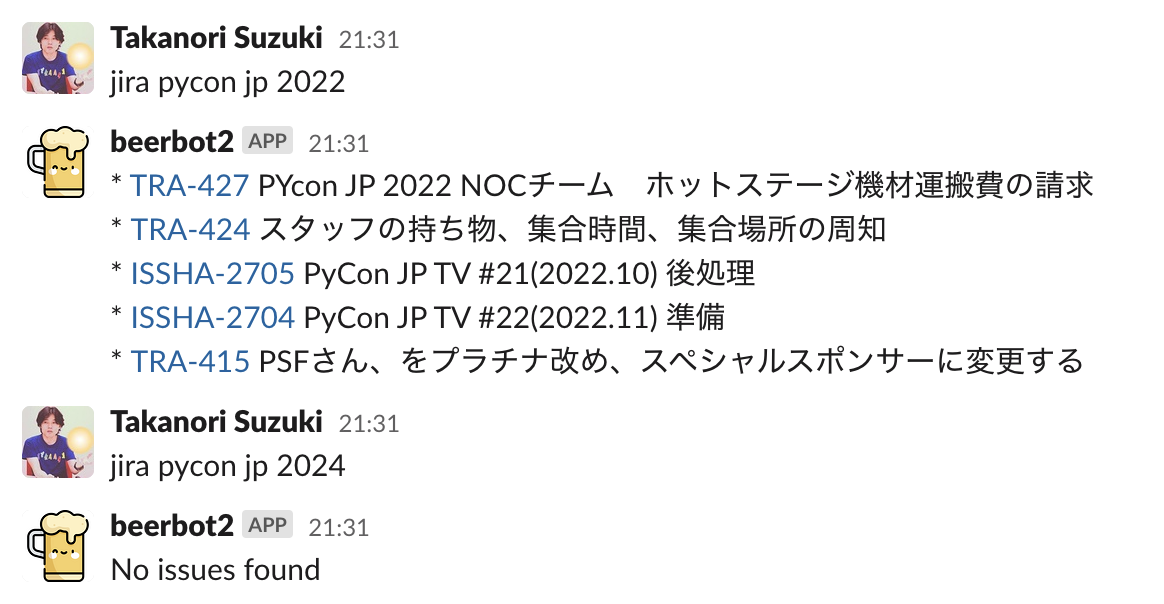 Takanori Suzuki 21:31
jira pycon jp 2022
beerbot2 APP 21:31
* TRA-427 PYcon JP 2022 NOCチーム　ホットステージ機材運搬費の請求
* TRA-424 スタッフの持ち物、集合時間、集合場所の周知
* ISSHA-2705 PyCon JP TV #21(2022.10) 後処理
* ISSHA-2704 PyCon JP TV #22(2022.11) 準備
* TRA-415 PSFさん、をプラチナ改め、スペシャルスポンサーに変更する
Takanori Suzuki 21:31
jira pycon jp 2024
beerbot2 APP 21:31
No issues found